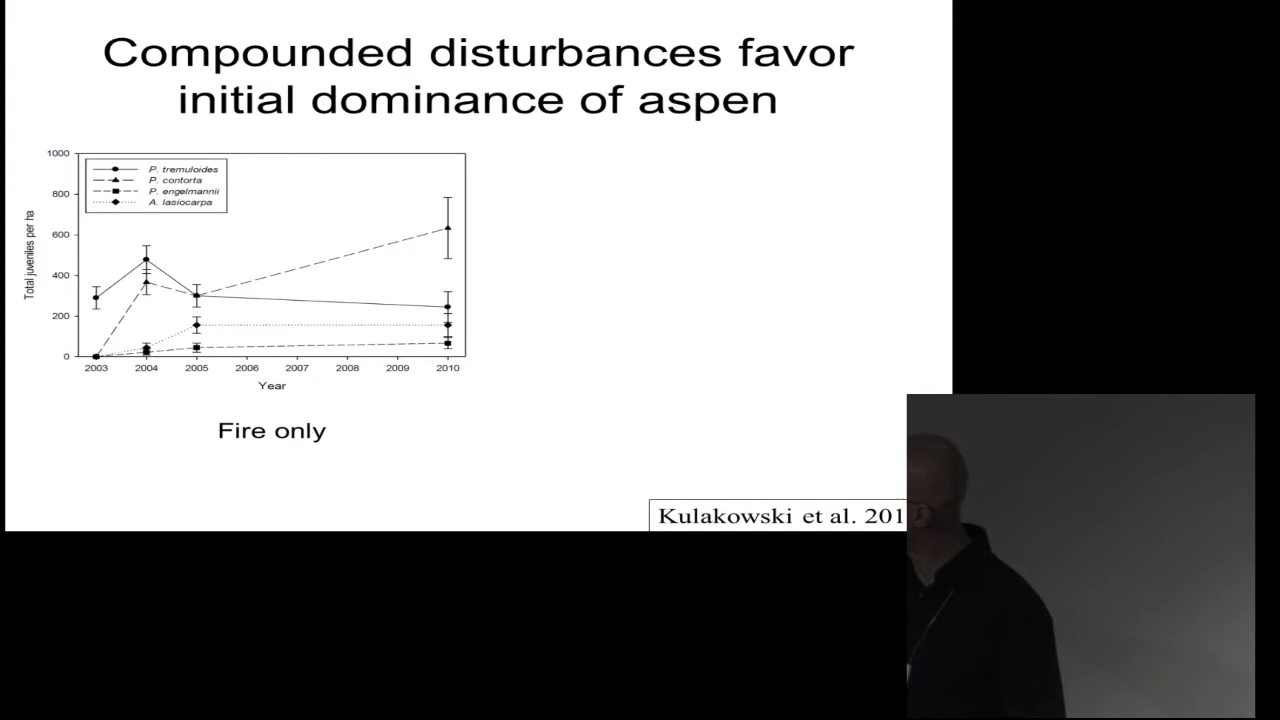 Compounded disturbances favor
initial dominance of aspen
1000
800
600
400
200
0
Total juveniles per ha
P. tremuloides
P. contorta
P. engelmannii
A. lasiocarpa
2003 2004 2005 2006 2007 2008 2009 2010
Year
Fire only
Kulakowski et al. 201